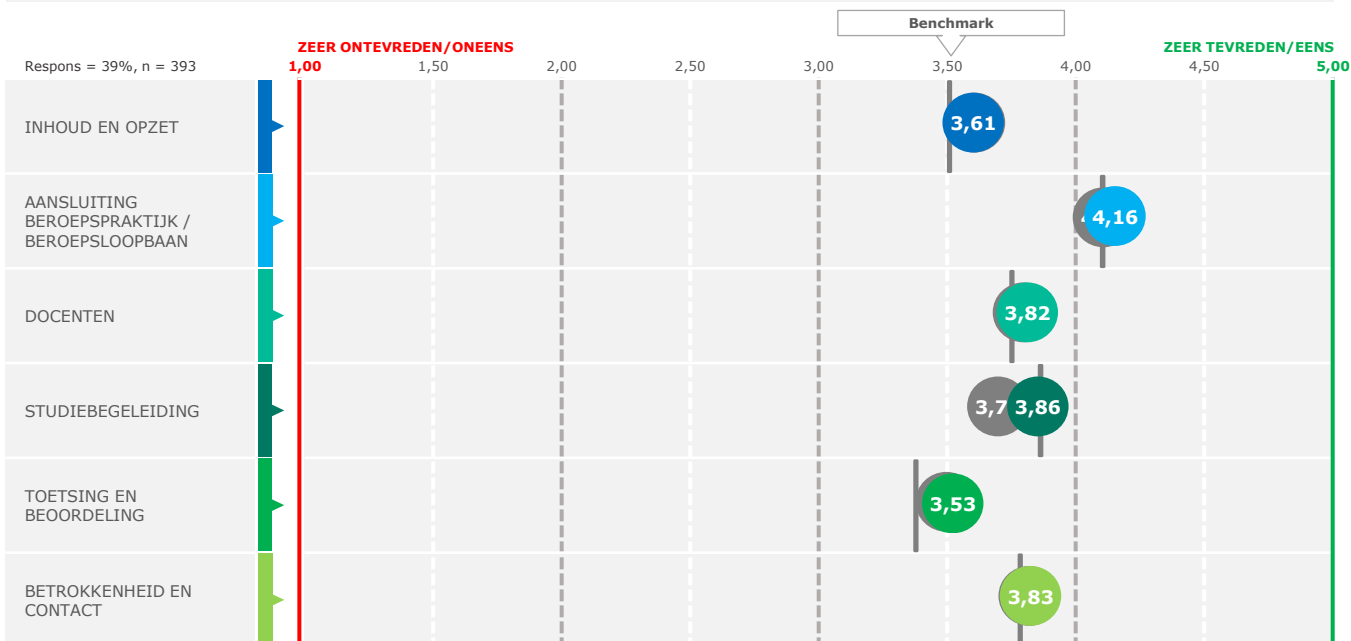 Benchmark
ZEER ONTEVREDEN/ONEENS
ZEER TEVREDEN/EENS
Respons = 39%, n = 393
1,00
1,50
2,00
2,50
3,00
3,50
4,00
4,50
5,00
INHOUD EN OPZET
3,61
AANSLUITING
BEROEPSPRAKTIJK /
BEROEPSLOOPBAAN
4,16
DOCENTEN
3,82
STUDIEBEGELEIDING
3,86
TOETSING EN
BEOORDELING
3,53
BETROKKENHEID EN
CONTACT
3,83